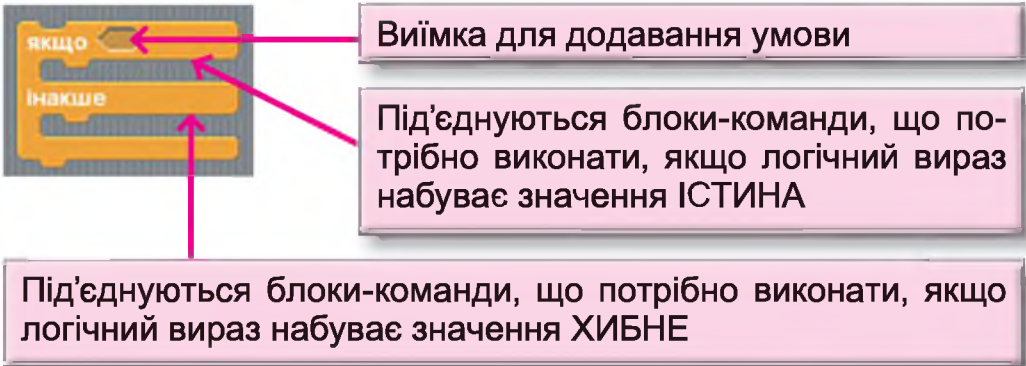 якщо
Виїмка для додавання умови
інакше
Під'єднуються блоки-команди, що по-
трібно виконати, якщо логічний вираз
набуває значення ІСТИНА
Під'єднуються блоки-команди, що потрібно виконати, якщо
логічний вираз набуває значення ХИБНЕ